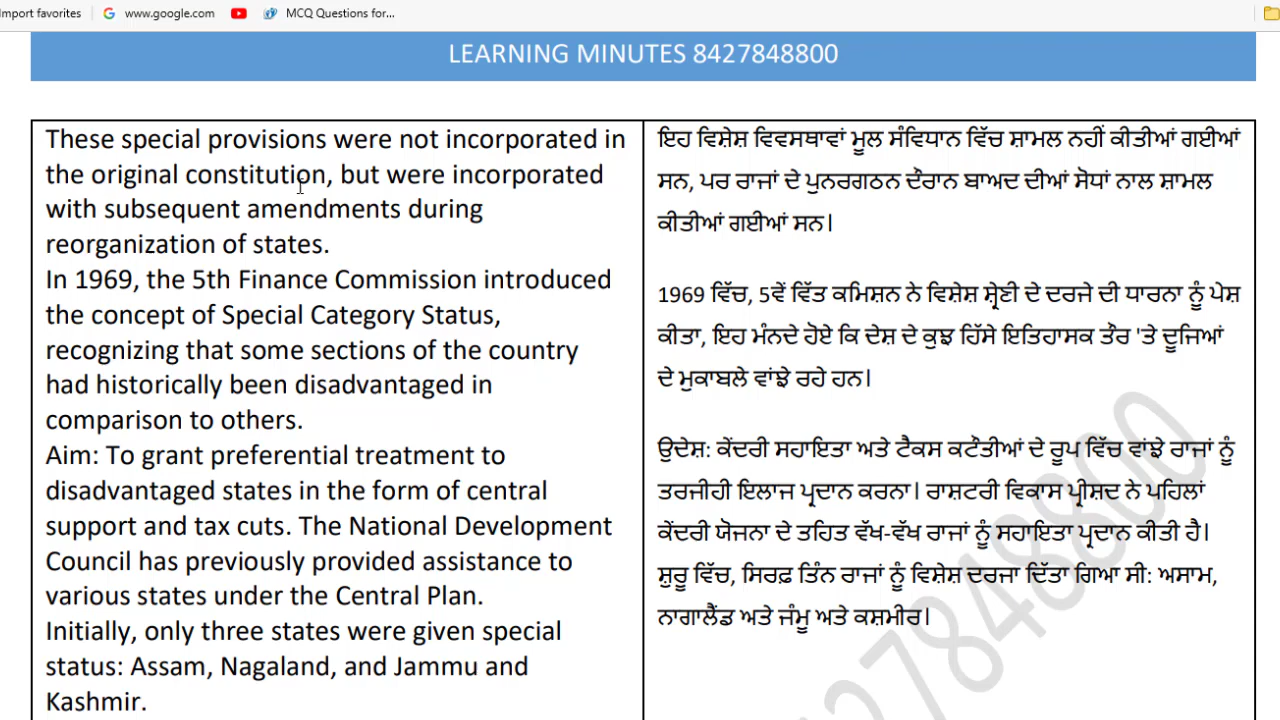 Import favorites
www.google.com
MCQ Questions for...
LEARNING MINUTES 8427848800
These special provisions were not incorporated in
the original constitution, but were incorporated
with subsequent amendments during
reorganization of states.
In 1969, the 5th Finance Commission introduced
the concept of Special Category Status,
recognizing that some sections of the country
had historically been disadvantaged in
comparison to others.
Aim: To grant preferential treatment to
disadvantaged states in the form of central
support and tax cuts. The National Development
Council has previously provided assistance to
various states under the Central Plan.
Initially, only three states were given special
status: Assam, Nagaland, and Jammu and
Kashmir.
ਇਹ ਵਿਸ਼ੇਸ਼ ਵਿਵਸਥਾਵਾਂ ਮੂਲ ਸੰਵਿਧਾਨ ਵਿੱਚ ਸ਼ਾਮਲ ਨਹੀਂ ਕੀਤੀਆਂ ਗਈਆਂ
ਸਨ, ਪਰ ਰਾਜਾਂ ਦੇ ਪੁਨਰਗਠਨ ਦੌਰਾਨ ਬਾਅਦ ਦੀਆਂ ਸੋਧਾਂ ਨਾਲ ਸ਼ਾਮਲ
ਕੀਤੀਆਂ ਗਈਆਂ ਸਨ।
1969 ਵਿੱਚ, 5ਵੇਂ ਵਿੱਤ ਕਮਿਸ਼ਨ ਨੇ ਵਿਸ਼ੇਸ਼ ਸ਼੍ਰੇਣੀ ਦੇ ਦਰਜੇ ਦੀ ਧਾਰਨਾ ਨੂੰ ਪੇਸ਼
ਕੀਤਾ, ਇਹ ਮੰਨਦੇ ਹੋਏ ਕਿ ਦੇਸ਼ ਦੇ ਕੁਝ ਹਿੱਸੇ ਇਤਿਹਾਸਕ ਤੌਰ 'ਤੇ ਦੂਜਿਆਂ
ਦੇ ਮੁਕਾਬਲੇ ਵਾਂਝੇ ਰਹੇ ਹਨ।
ਉਦੇਸ਼: ਕੇਂਦਰੀ ਸਹਾਇਤਾ ਅਤੇ ਟੈਕਸ ਕਟੌਤੀਆਂ ਦੇ ਰੂਪ ਵਿੱਚ ਵਾਂਝੇ ਰਾਜਾਂ ਨੂੰ
ਤਰਜੀਹੀ ਇਲਾਜ ਪ੍ਰਦਾਨ ਕਰਨਾ। ਰਾਸ਼ਟਰੀ ਵਿਕਾਸ ਪ੍ਰੀਸ਼ਦ ਨੇ ਪਹਿਲਾਂ
ਕੇਂਦਰੀ ਯੋਜਨਾ ਦੇ ਤਹਿਤ ਵੱਖ-ਵੱਖ ਰਾਜਾਂ ਨੂੰ ਸਹਾਇਤਾ ਪ੍ਰਦਾਨ ਕੀਤੀ ਹੈ।
ਸ਼ੁਰੂ ਵਿੱਚ, ਸਿਰਫ਼ ਤਿੰਨ ਰਾਜਾਂ ਨੂੰ ਵਿਸ਼ੇਸ਼ ਦਰਜਾ ਦਿੱਤਾ ਗਿਆ ਸੀ: ਅਸਾਮ,
ਨਾਗਾਲੈਂਡ ਅਤੇ ਜੰਮੂ ਅਤੇ ਕਸ਼ਮੀਰ।
27848800